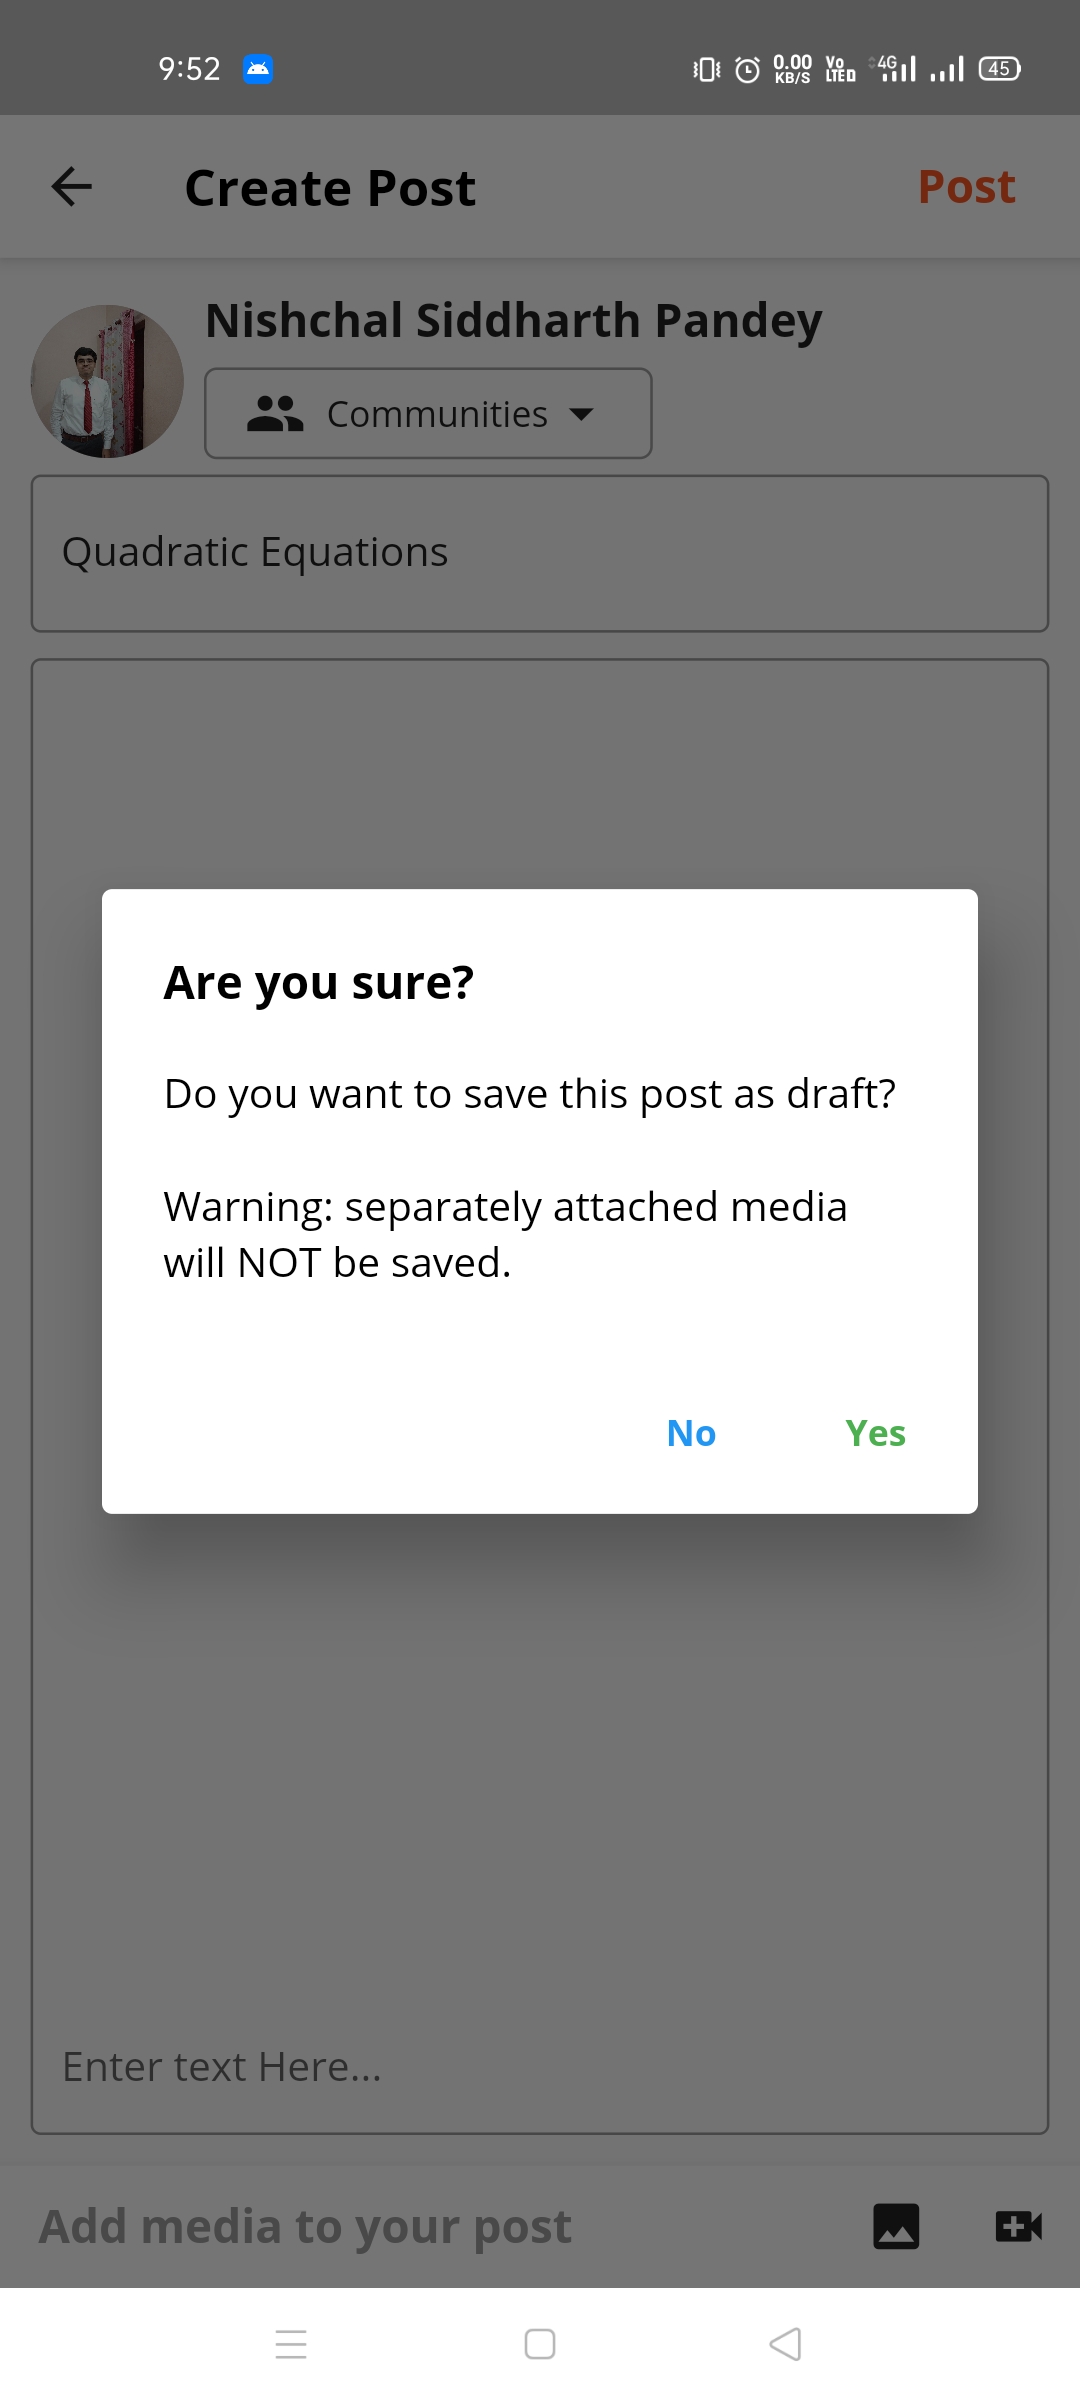 9:52
0.00
KB/S
Vo
LTE D
4G
45
Create Post
Post
Nishchal Siddharth Pandey
Communities
Quadratic Equations
Are you sure?
Do you want to save this post as draft?
Warning: separately attached media
will NOT be saved.
No
Yes
Enter text Here...
Add media to your post